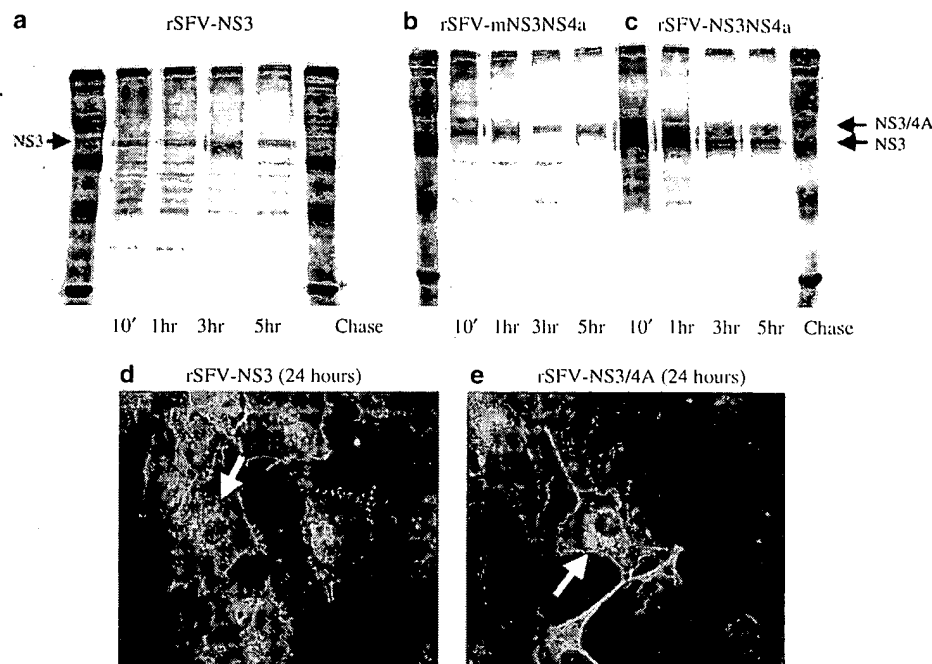 a
rSFV-NS3
b
rSFV-mNS3NS4a
c
rSFV-NS3NS4a
NS3
NS3/4A
NS3
10′ 1hr 3hr 5hr Chase
10′ 1hr 3hr 5hr 10′ 1hr 3hr 5hr Chase
d
rSFV-NS3 (24 hours)
e
rSFV-NS3/4A (24 hours)